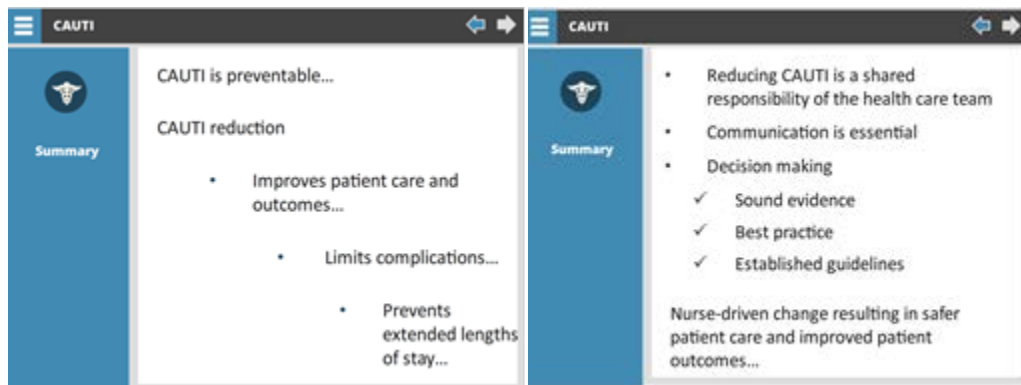 CAUTI
Summary
CAUTI is preventable...
CAUTI reduction
• Improves patient care and
outcomes...
• Limits complications...
• Prevents
extended lengths
of stay...
CAUTI
Summary
• Reducing CAUTI is a shared
responsibility of the health care team
• Communication is essential
• Decision making
✓ Sound evidence
✓ Best practice
✓ Established guidelines
Nurse-driven change resulting in safer
patient care and improved patient
outcomes...